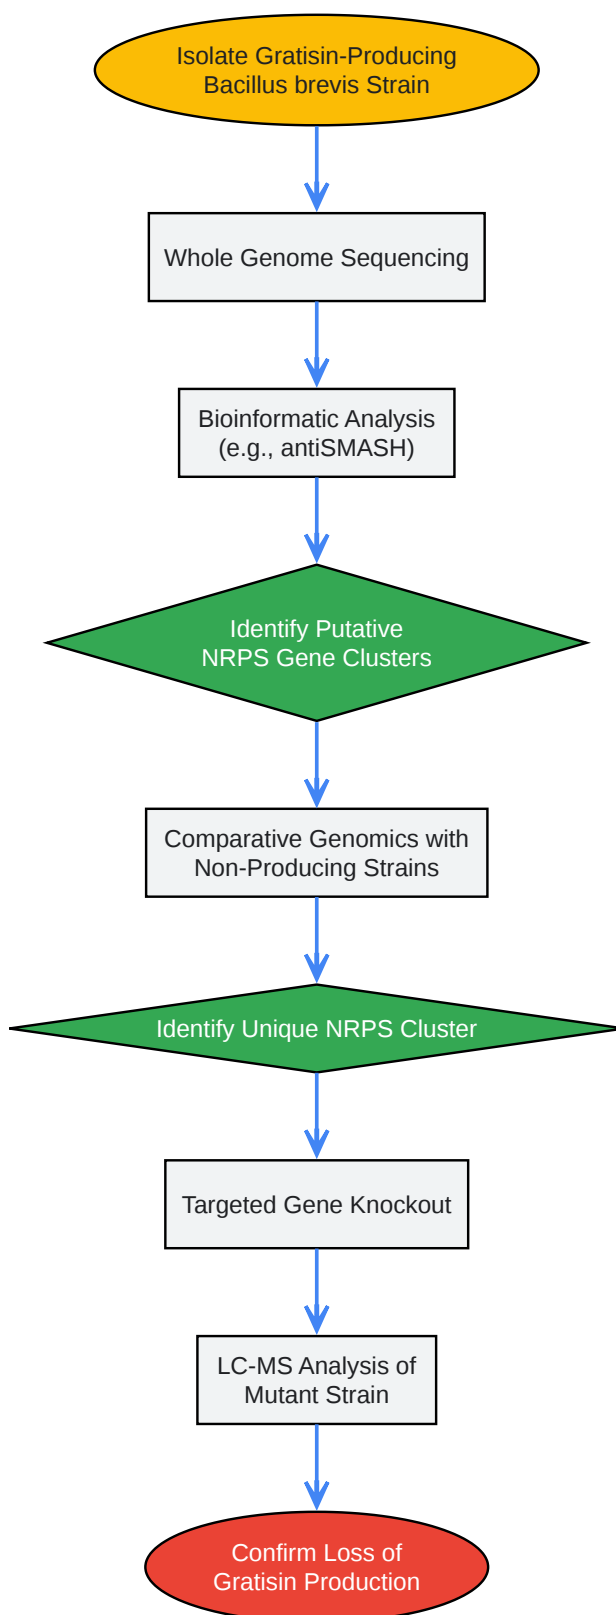 Isolate Gratisin-Producing
Bacillus brevis Strain
Whole Genome Sequencing
Bioinformatic Analysis
(e.g., antiSMASH)
Identify Putative
NRPS Gene Clusters
Comparative Genomics with
Non-Producing Strains
Identify Unique NRPS Cluster
Targeted Gene Knockout
LC-MS Analysis of
Mutant Strain
Confirm Loss of
Gratisin Production